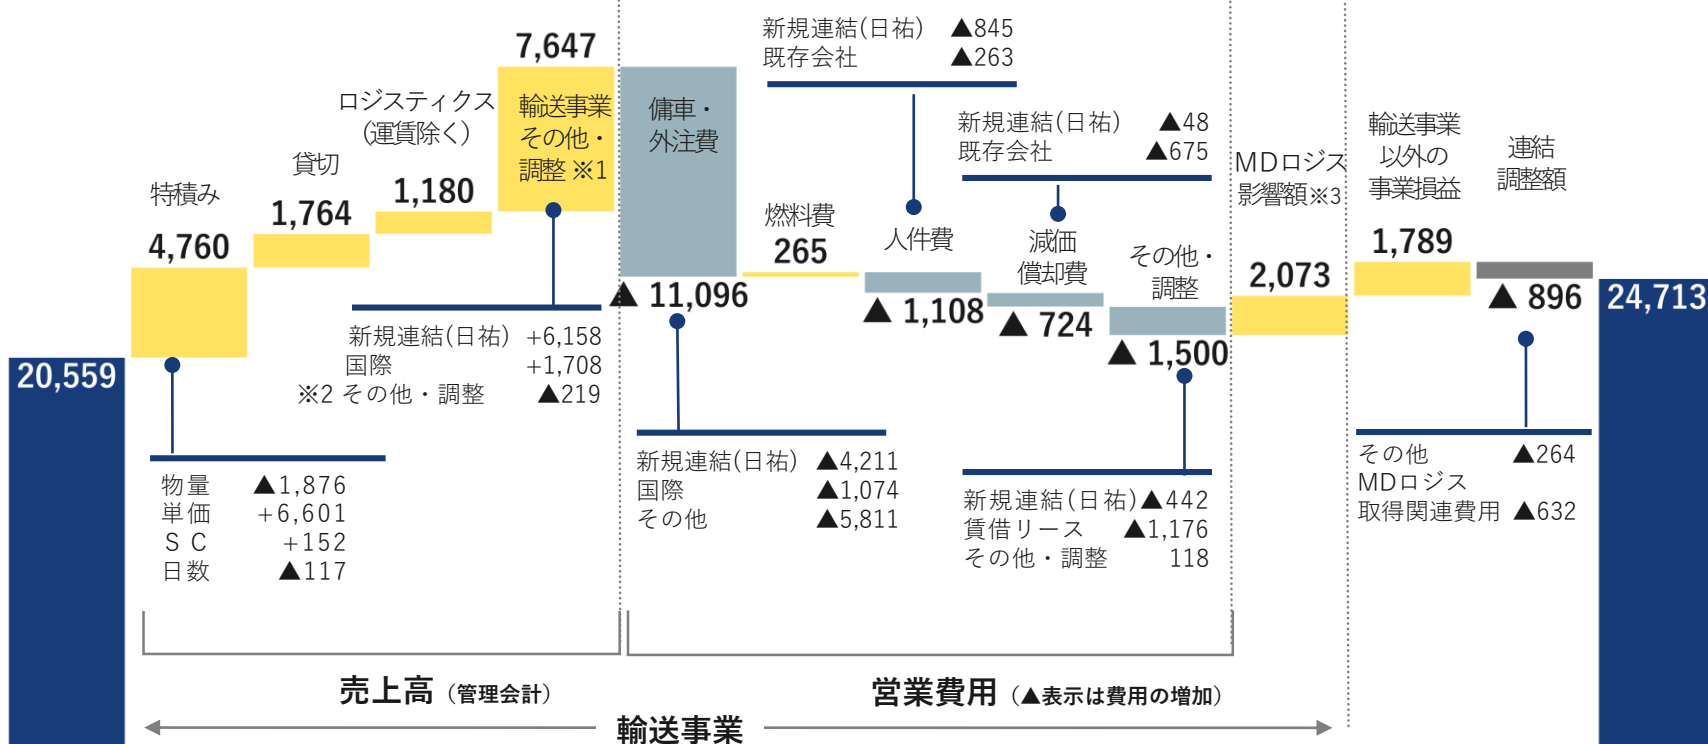 20,559
特積み
4,760
物量 ▲1,876
単価 +6,601
ＳＣ +152
日数 ▲117
貸切
1,764
ロジスティクス
(運賃除く)
1,180
7,647
輸送事業
その他・
調整 ※1
新規連結(日祐) +6,158
国際 +1,708
※2 その他・調整 ▲219
傭車・
外注費
▲ 11,096
新規連結(日祐) ▲4,211
国際 ▲1,074
その他 ▲5,811
燃料費
265
新規連結(日祐) ▲845
既存会社 ▲263
人件費
▲ 1,108
新規連結(日祐) ▲48
既存会社 ▲675
減価
償却費
▲ 724
その他・
調整
▲ 1,500
新規連結(日祐) ▲442
賃借リース ▲1,176
その他・調整 118
MDロジス
影響額※3
2,073
輸送事業
以外の
事業損益
1,789
連結
調整額
▲ 896
その他 ▲264
MDロジス
取得関連費用 ▲632
24,713
売上高（管理会計）
営業費用（▲表示は費用の増加）
輸送事業